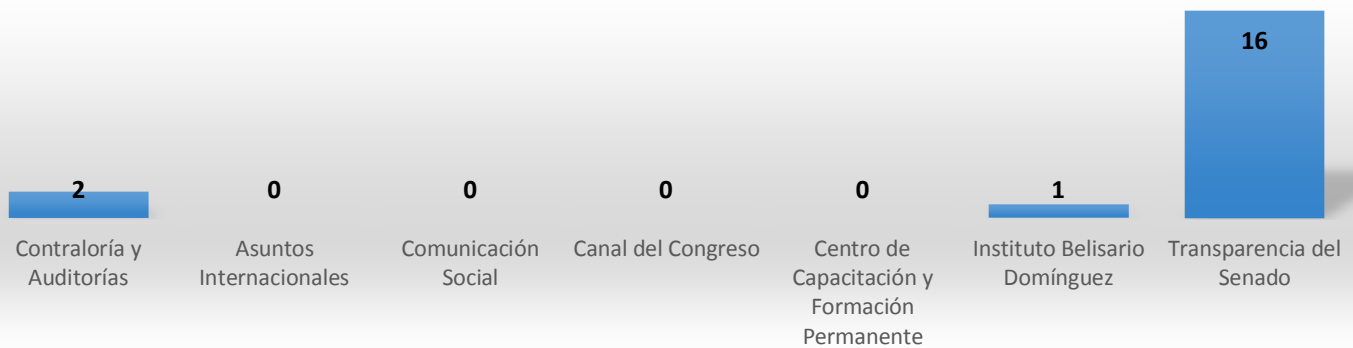 16
2
0
0
0
0
1
Contraloría y
Auditorías
Asuntos
Internacionales
Comunicación
Social
Canal del Congreso
Centro de
Capacitación y
Formación
Permanente
Instituto Belisario
Domínguez
Transparencia del
Senado